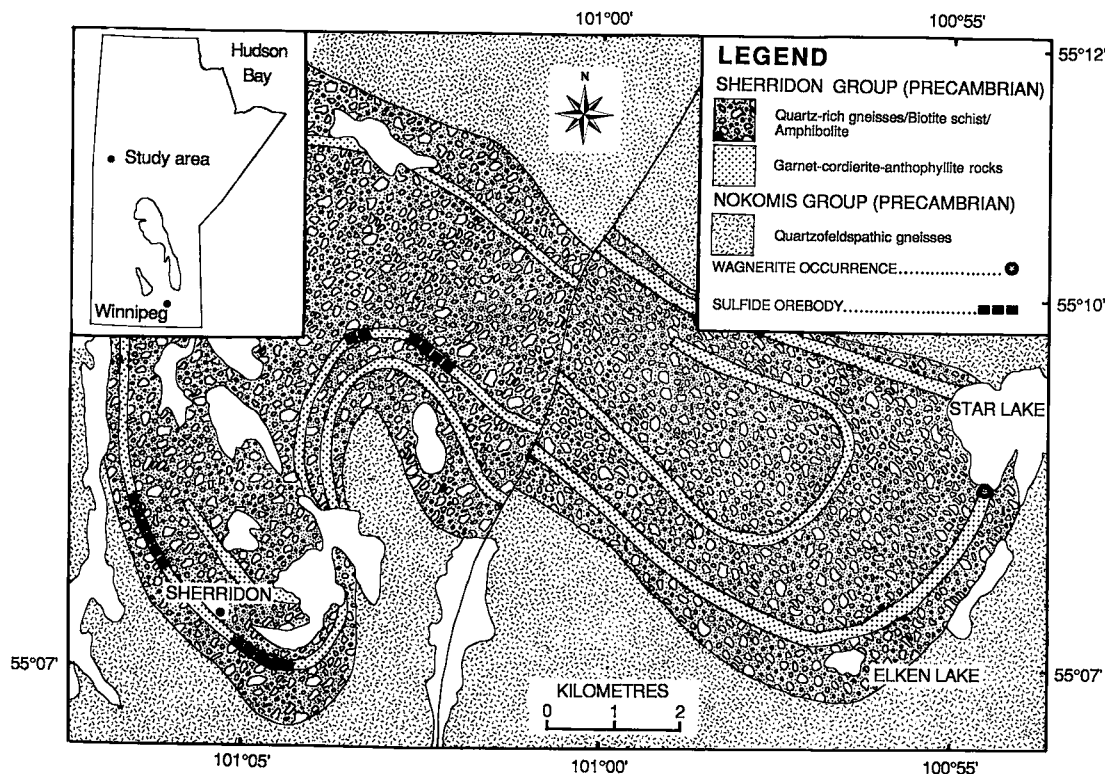 101°00'
100°55'
Hudson
Bay
Study area
Winnipeg
N
LEGEND
SHERRIDON GROUP (PRECAMBRIAN)
Quartz-rich gneisses/Biotite schist/
Amphibolite
Garnet-cordierite-anthophyllite rocks
NOKOMIS GROUP (PRECAMBRIAN)
Quartzofeldspathic gneisses
WAGNERITE OCCURRENCE
SULFIDE OREBODY
55°12'
55°10'
STAR LAKE
SHERRIDON
55°07'
ELKEN LAKE
55°07'
KILOMETRES
0 1 2
101°05'
101°00'
100°55'